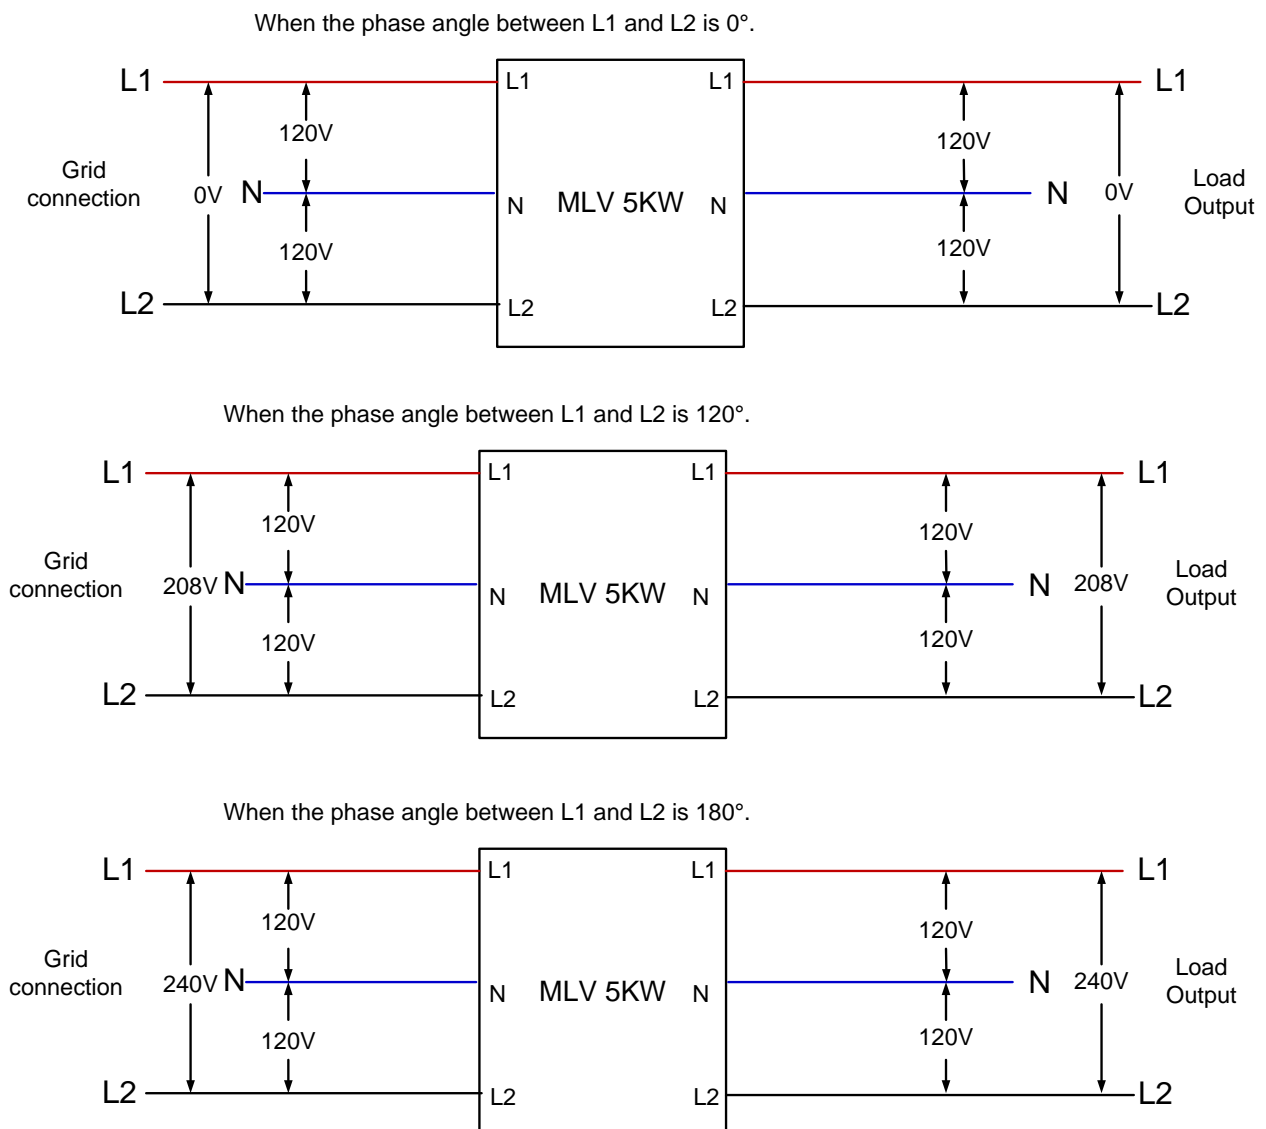 When the phase angle between L1 and L2 is 0°.
L1 L1 L1 L1
120V 120V
Grid connection 0V N N MLV 5KW N N 0V Load Output
120V 120V
L2 L2 L2 L2
When the phase angle between L1 and L2 is 120°.
L1 L1 L1 L1
120V 120V
Grid connection 208V N N MLV 5KW N N 208V Load Output
120V 120V
L2 L2 L2 L2
When the phase angle between L1 and L2 is 180°.
L1 L1 L1 L1
120V 120V
Grid connection 240V N N MLV 5KW N N 240V Load Output
120V 120V
L2 L2 L2 L2